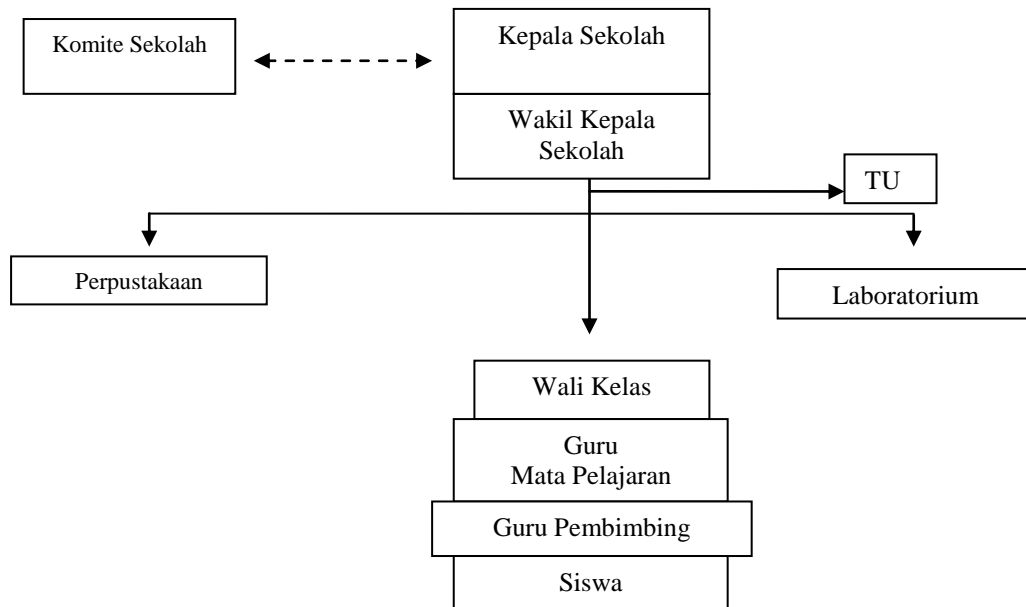 Komite Sekolah
Kepala Sekolah
Wakil Kepala
Sekolah
TU
Perpustakaan
Laboratorium
Wali Kelas
Guru
Mata Pelajaran
Guru Pembimbing
Siswa